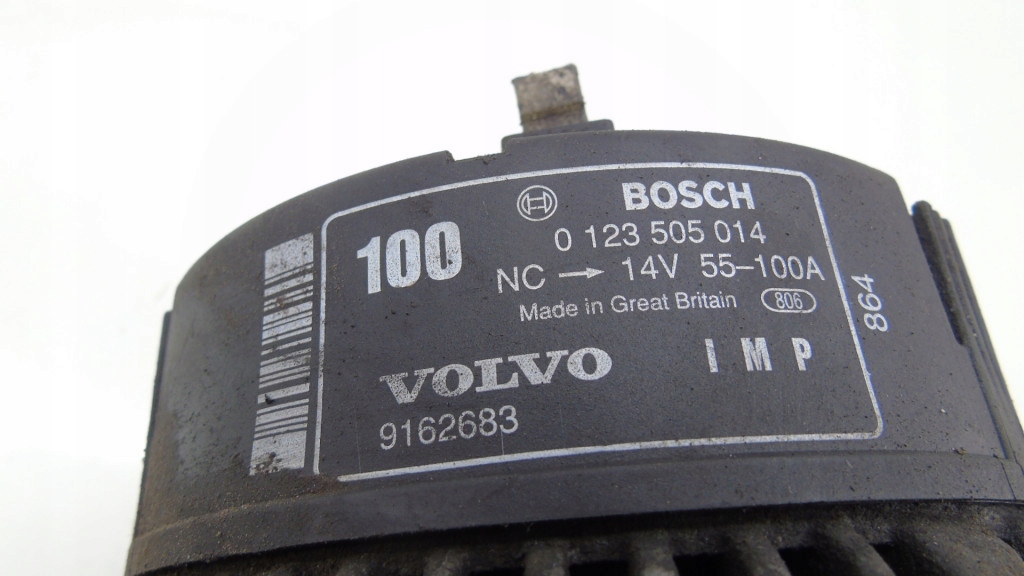 100
BOSCH
0 123 505 014
NC → 14V 55–100A
Made in Great Britain 806
VOLVO
IMP
9162683
864